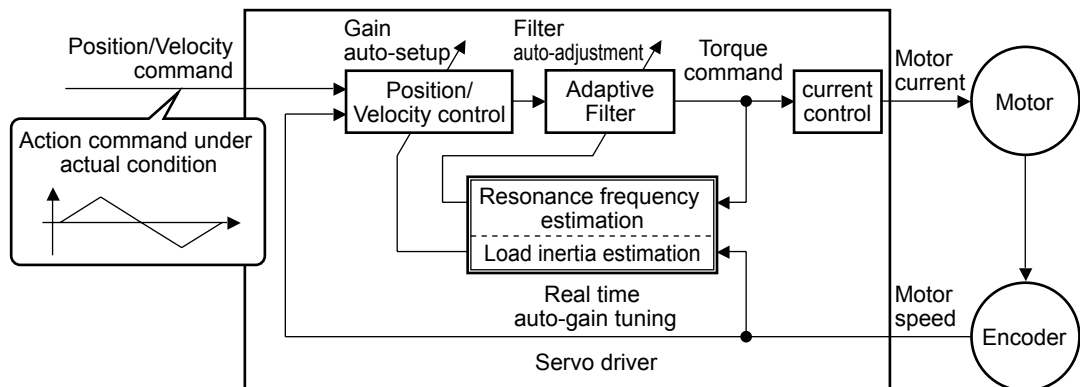 Position/Velocity
command
Action command under
actual condition
Gain
auto-setup
Filter
auto-adjustment
Torque
command
Motor
current
Position/
Velocity control
Adaptive
Filter
current
control
Motor
Resonance frequency
estimation
Load inertia estimation
Real time
auto-gain tuning
Motor
speed
Encoder
Servo driver